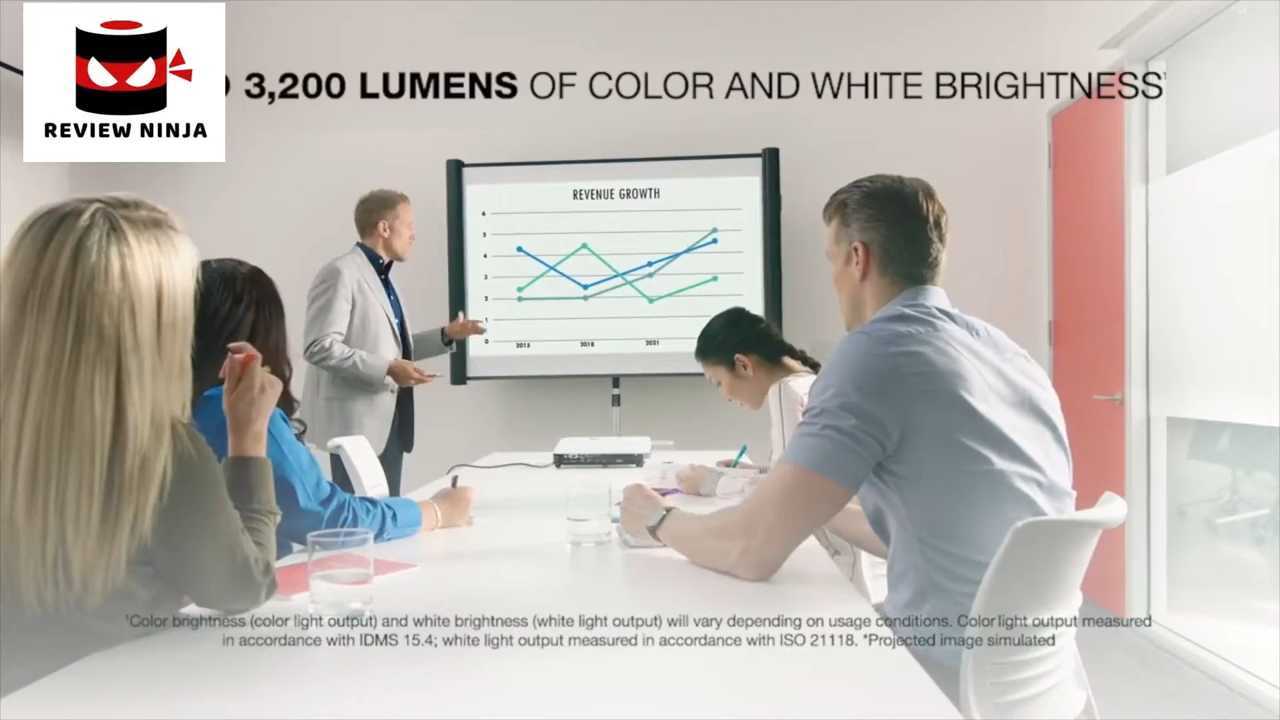 3,200 LUMENS OF COLOR AND WHITE BRIGHTNESS¹
REVIEW NINJA
REVENUE GROWTH
6
5
4
3
2
1
0
2015 2018 2021
¹Color brightness (color light output) and white brightness (white light output) will vary depending on usage conditions. Color light output measured
in accordance with IDMS 15.4; white light output measured in accordance with ISO 21118. *Projected image simulated